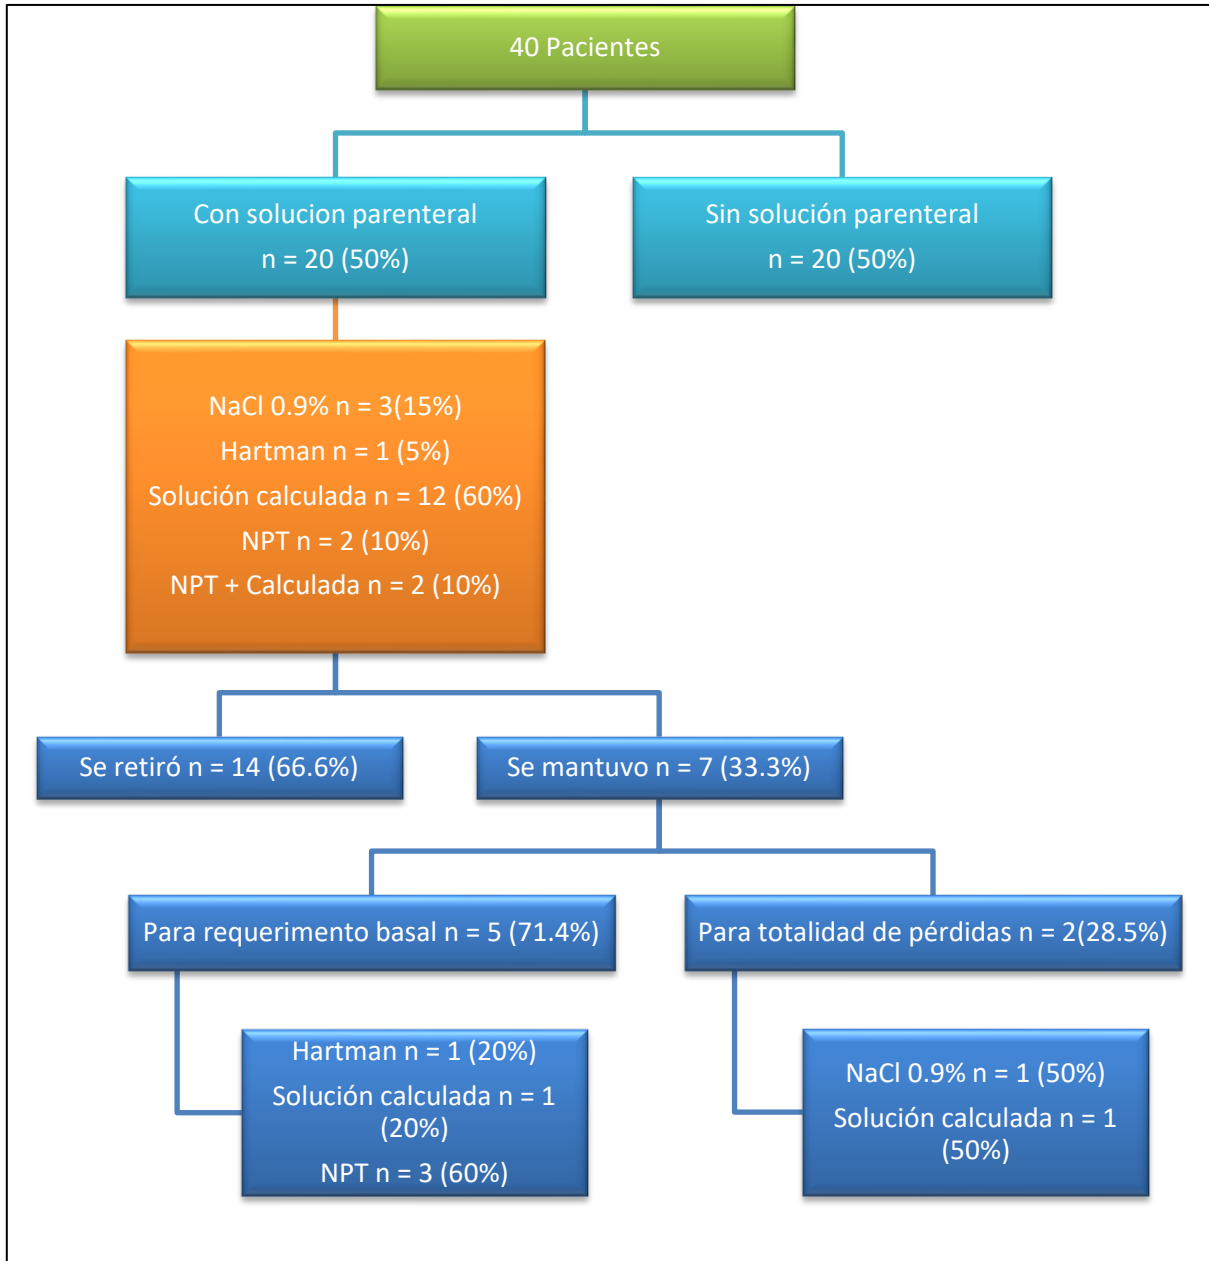 40 Pacientes
Con solucion parenteral
n = 20 (50%)
Sin solución parenteral
n = 20 (50%)
NaCl 0.9% n = 3(15%)
Hartman n = 1 (5%)
Solución calculada n = 12 (60%)
NPT n = 2 (10%)
NPT + Calculada n = 2 (10%)
Se retiró n = 14 (66.6%)
Se mantuvo n = 7 (33.3%)
Para requerimento basal n = 5 (71.4%)
Para totalidad de pérdidas n = 2(28.5%)
Hartman n = 1 (20%)
Solución calculada n = 1
(20%)
NPT n = 3 (60%)
NaCl 0.9% n = 1 (50%)
Solución calculada n = 1
(50%)